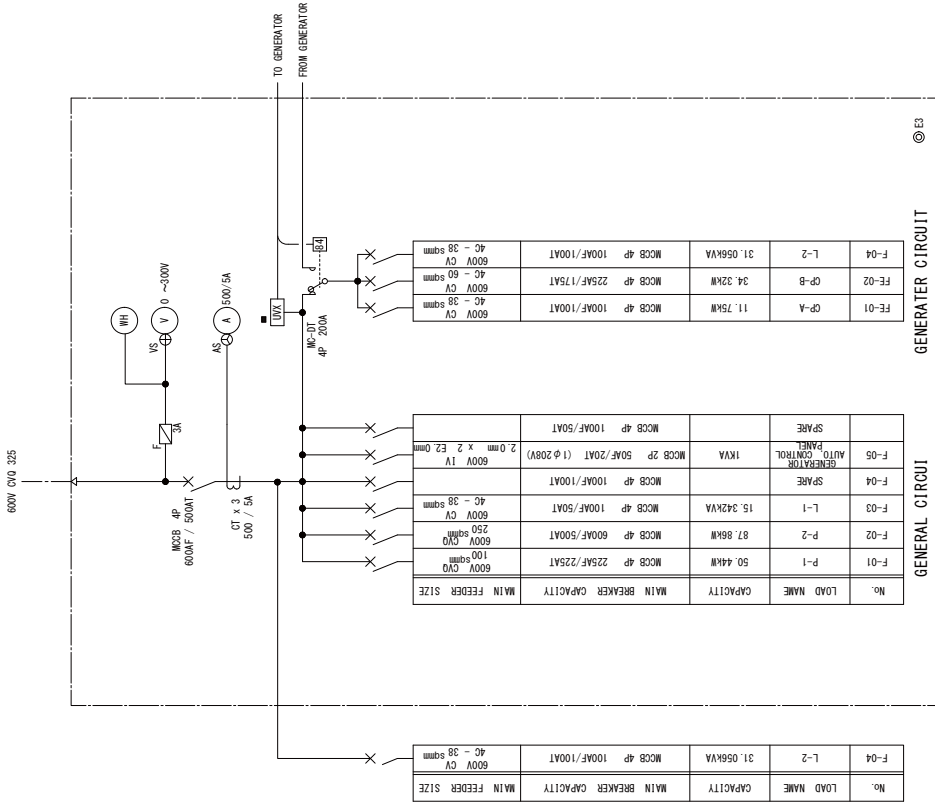 600V CVQ 325
TO GENERATOR
FROM GENERATOR
WH
VS
V
0 ~300V
F
3A
AS
A
500/5A
MCCB 4P
600AF / 500AT
CT x 3
500 / 5A
UVX
MC-DT
4P 200A
84
E3
F-04 L-2 31.056kVA MCCB 4P 100AF/100AT 600V CV
4C - 38 sqmm
FE-02 CP-B 34.32kW MCCB 4P 225AF/175AT 600V CV
4C - 60 sqmm
FE-01 CP-A 11.75kW MCCB 4P 100AF/100AT 600V CV
4C - 38 sqmm
GENERATER CIRCUIT
SPARE MCCB 4P 100AF/50AT
F-05 GENERATOR
AUTO. CONTROL
PANEL 1KVA MCCB 2P 50AF/20AT (1φ208V) 600V IV
2.0mm x 2 E2.0mm
F-04 SPARE MCCB 4P 100AF/100AT
F-03 L-1 15.342kVA MCCB 4P 100AF/50AT 600V CV
4C - 38 sqmm
F-02 P-2 87.86kW MCCB 4P 600AF/500AT 600V CVQ
250 sqmm
F-01 P-1 50.44kW MCCB 4P 225AF/225AT 600V CVQ
100 sqmm
No. LOAD NAME CAPACITY MAIN BREAKER CAPACITY MAIN FEEDER SIZE
GENERAL CIRCUI
F-04 L-2 31.056kVA MCCB 4P 100AF/100AT 600V CV
4C - 38 sqmm
No. LOAD NAME CAPACITY MAIN BREAKER CAPACITY MAIN FEEDER SIZE